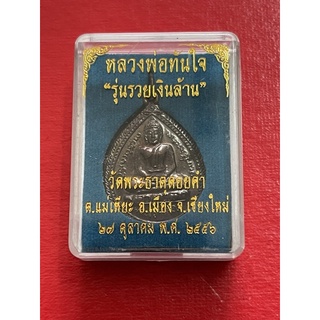 หลวงพ่อทันใจ
“รุ่นรวยเงินล้าน”
วัดพระธาตุดอยคำ
ต.แม่เหียะ อ.เมือง จ.เชียงใหม่
๒๗ ตุลาคม พ.ศ. ๒๕๕๖